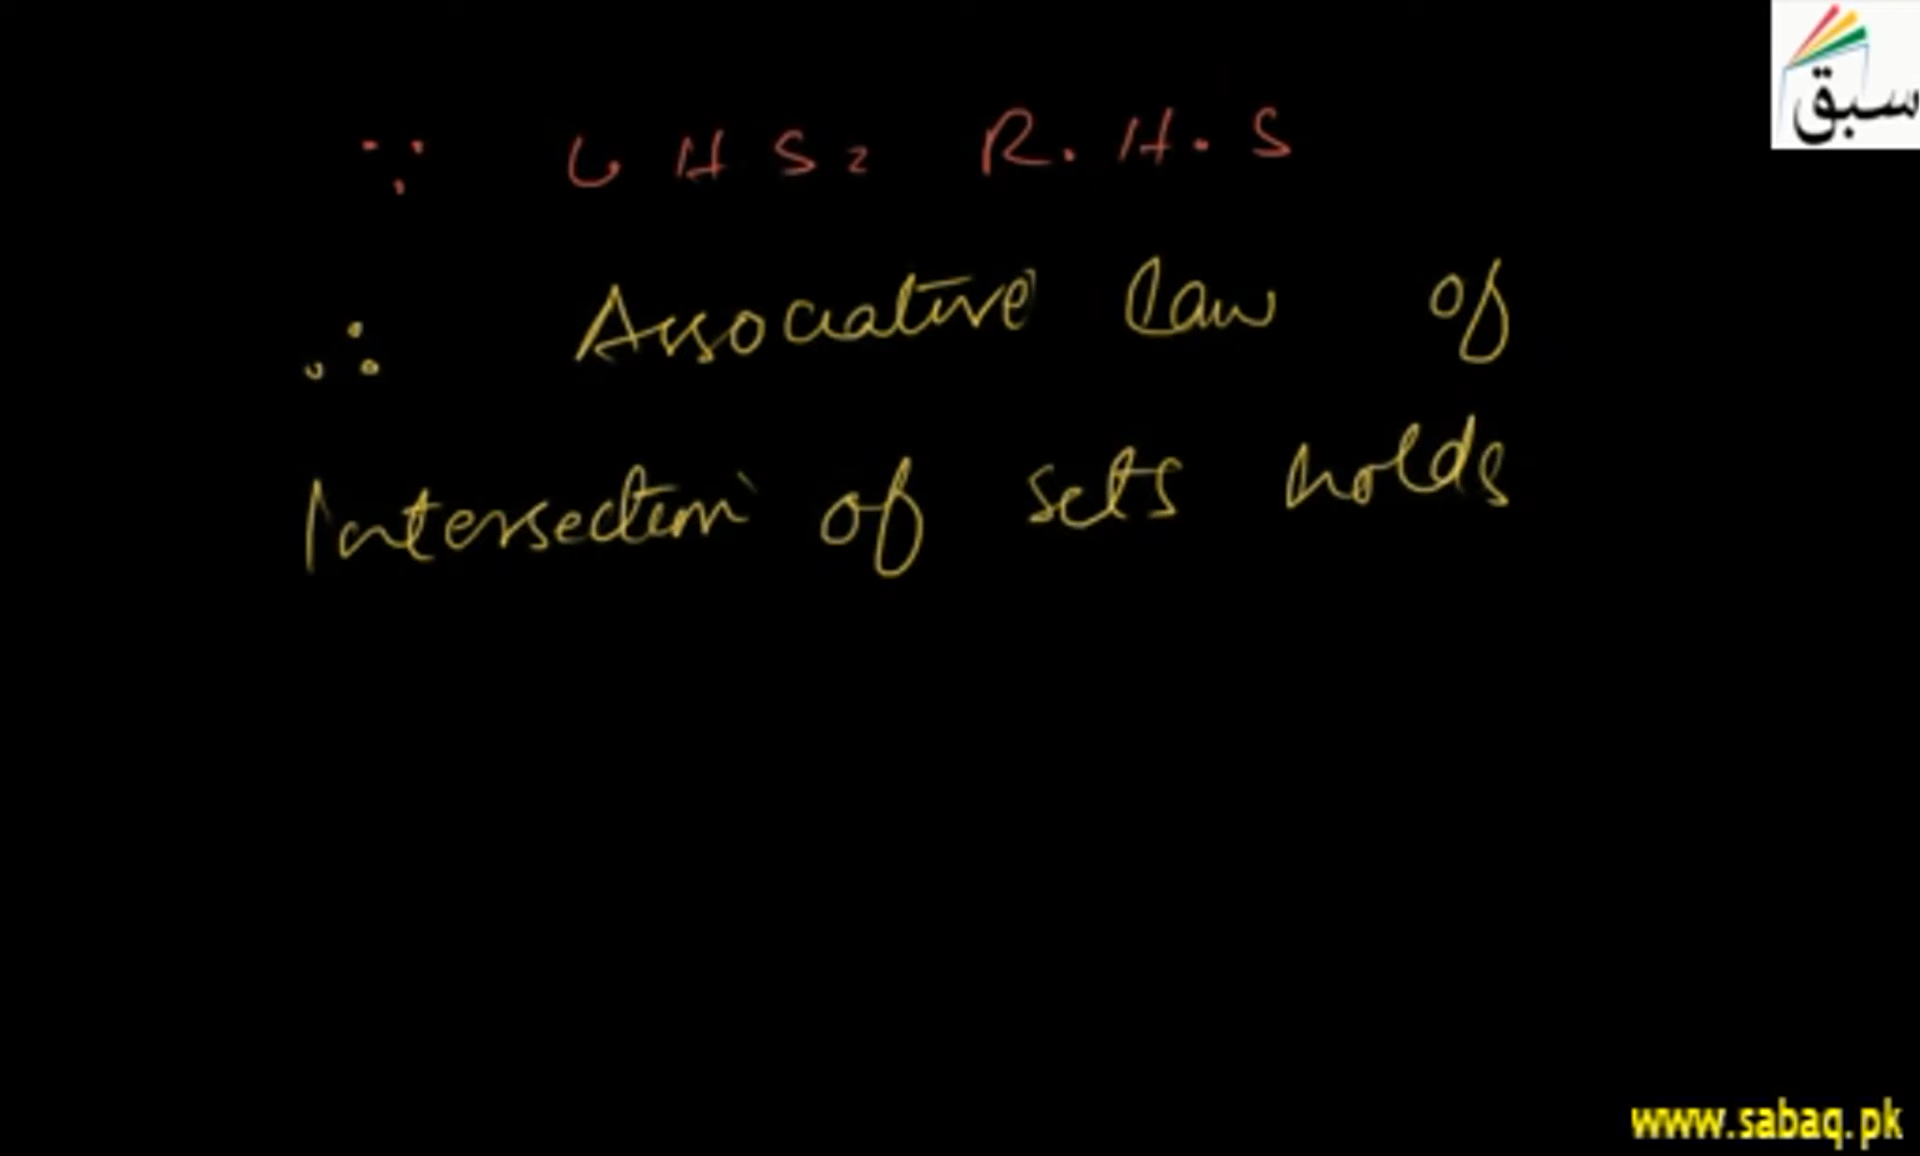 سبق
∵ L H S = R. H. S
∴ Associative law of
Intersection of sets holds
www.sabaq.pk